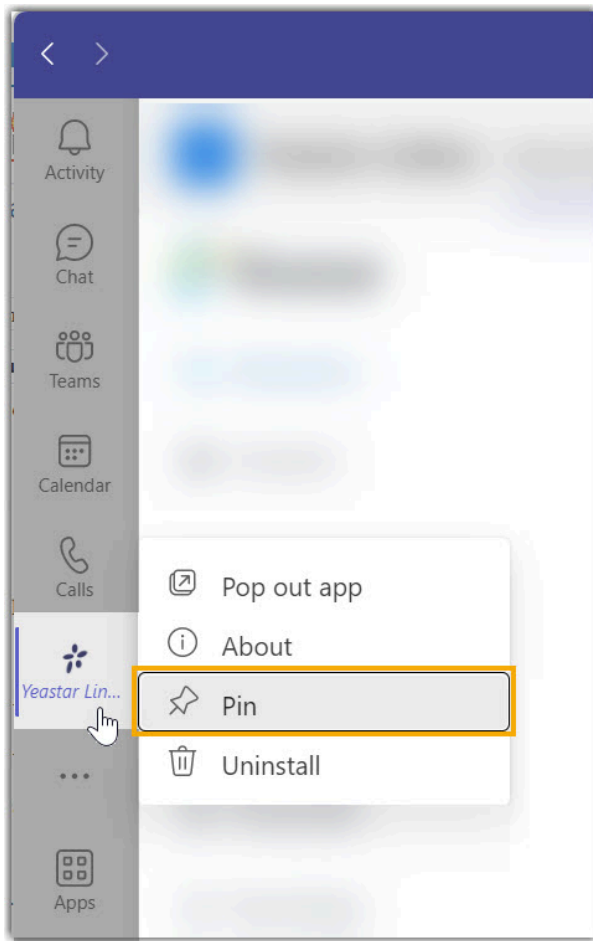 Activity
Chat
Teams
Calendar
Calls
Yeastar Lin...
Pop out app
About
Pin
Uninstall
Apps